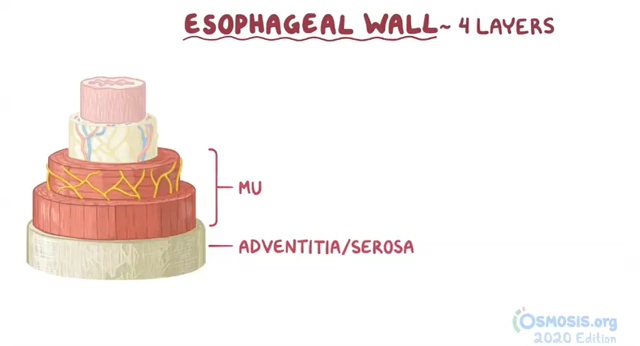 ESOPHAGEAL WALL ~ 4 LAYERS
MU
ADVENTITIA/SEROSA
OSMOSIS.org
2020 Edition